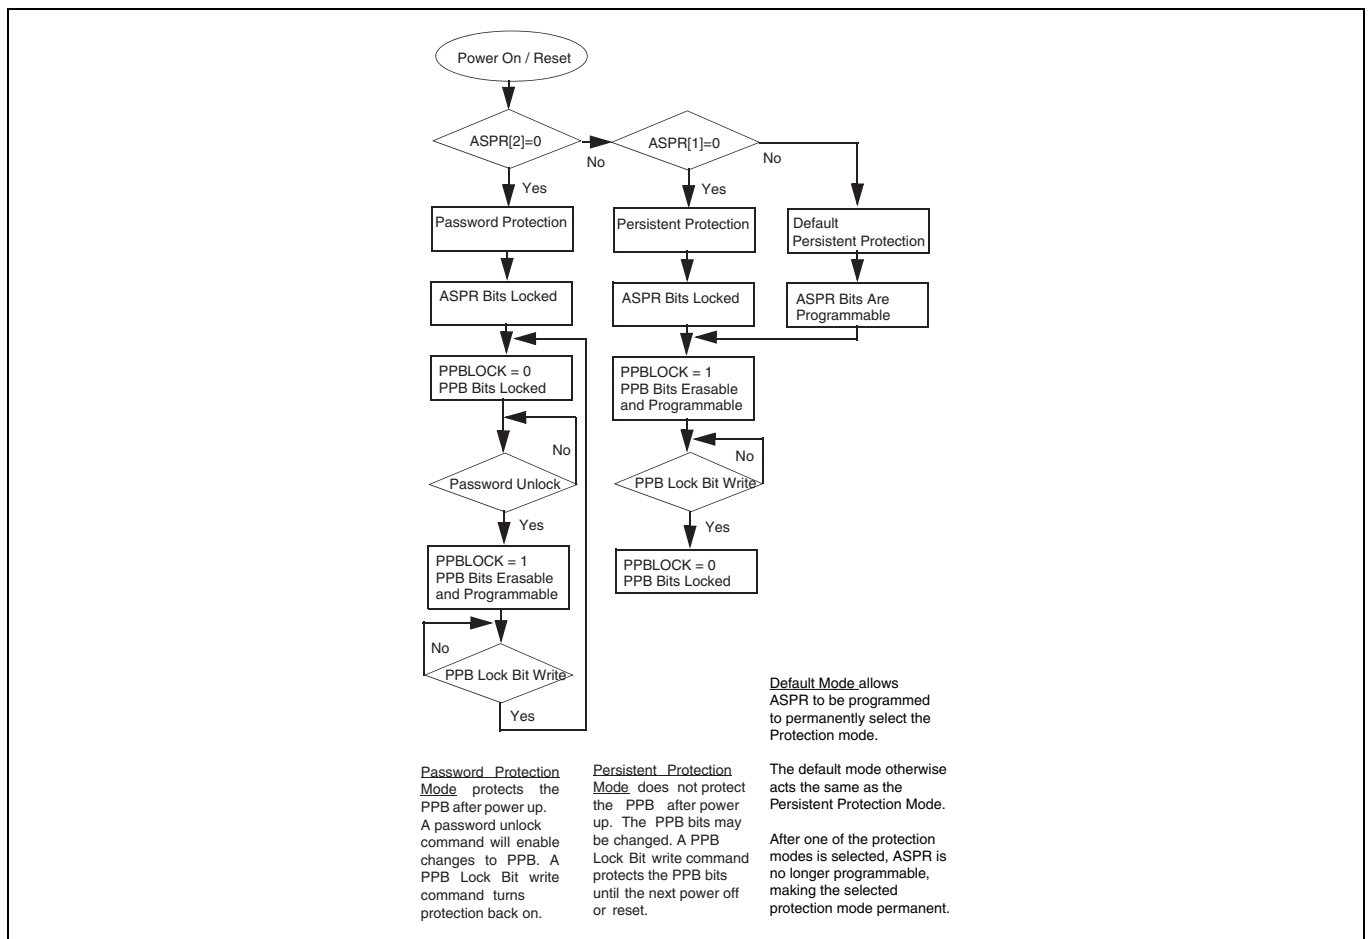 Power On / Reset
ASPR[2]=0
No
ASPR[1]=0
No
Yes
Yes
Password Protection
Persistent Protection
Default
Persistent Protection
ASPR Bits Locked
ASPR Bits Locked
ASPR Bits Are
Programmable
PPBLOCK = 0
PPB Bits Locked
PPBLOCK = 1
PPB Bits Erasable
and Programmable
No
Password Unlock
Yes
No
PPB Lock Bit Write
Yes
PPBLOCK = 1
PPB Bits Erasable
and Programmable
PPBLOCK = 0
PPB Bits Locked
No
PPB Lock Bit Write
Yes
Password Protection
Mode protects the
PPB after power up.
A password unlock
command will enable
changes to PPB. A
PPB Lock Bit write
command turns
protection back on.
Persistent Protection
Mode does not protect
the PPB after power
up. The PPB bits may
be changed. A PPB
Lock Bit write command
protects the PPB bits
until the next power off
or reset.
Default Mode allows
ASPR to be programmed
to permanently select the
Protection mode.
The default mode otherwise
acts the same as the
Persistent Protection Mode.
After one of the protection
modes is selected, ASPR is
no longer programmable,
making the selected
protection mode permanent.